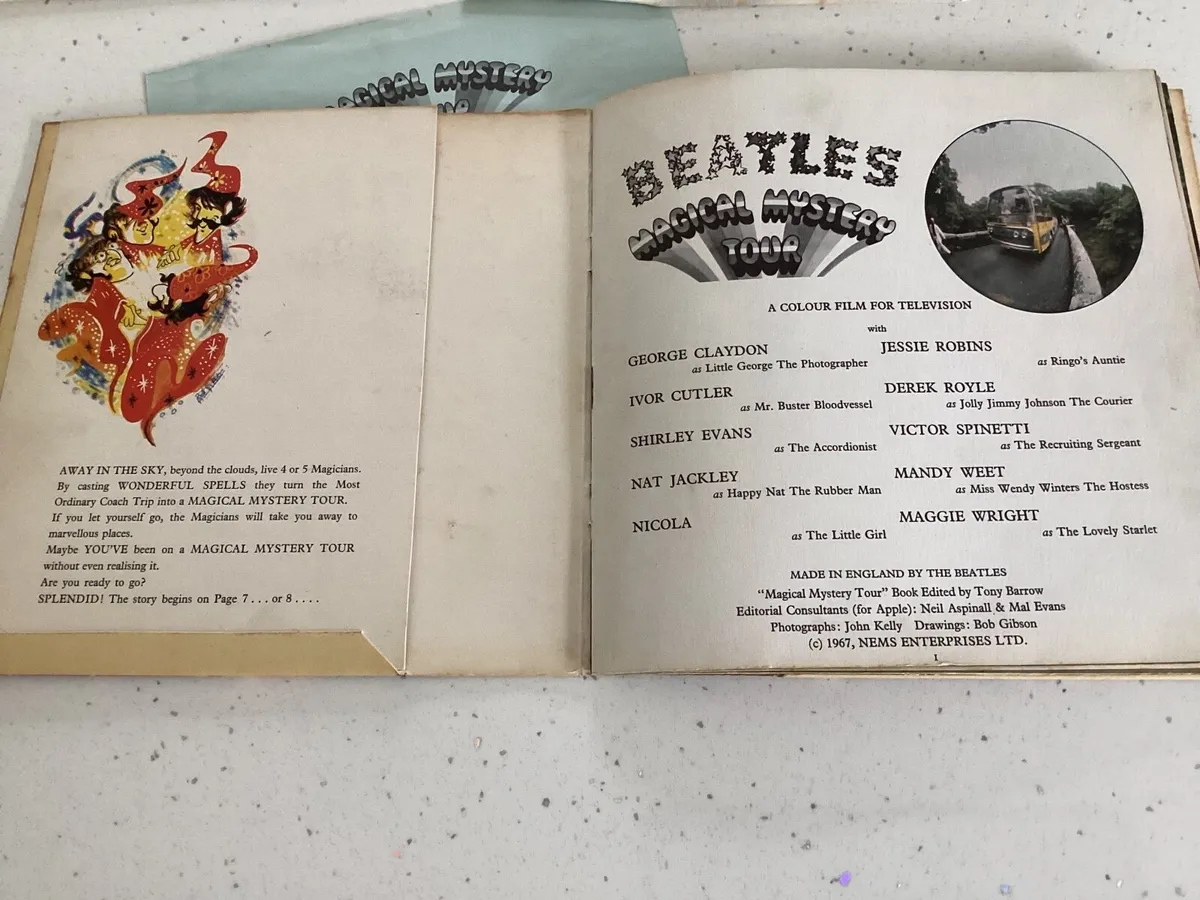 MAGICAL MYSTERY
AWAY IN THE SKY, beyond the clouds, live 4 or 5 Magicians.
By casting WONDERFUL SPELLS they turn the Most
Ordinary Coach Trip into a MAGICAL MYSTERY TOUR.
If you let yourself go, the Magicians will take you away to
marvellous places.
Maybe YOU'VE been on a MAGICAL MYSTERY TOUR
without even realising it.
Are you ready to go?
SPLENDID! The story begins on Page 7 . . . or 8 . . . .
BEATLES
MAGICAL MYSTERY
TOUR
A COLOUR FILM FOR TELEVISION
with
GEORGE CLAYDON
as Little George The Photographer
JESSIE ROBINS
as Ringo's Auntie
IVOR CUTLER
as Mr. Buster Bloodvessel
DEREK ROYLE
as Jolly Jimmy Johnson The Courier
SHIRLEY EVANS
as The Accordionist
VICTOR SPINETTI
as The Recruiting Sergeant
NAT JACKLEY
as Happy Nat The Rubber Man
MANDY WEET
as Miss Wendy Winters The Hostess
NICOLA
as The Little Girl
MAGGIE WRIGHT
as The Lovely Starlet
MADE IN ENGLAND BY THE BEATLES
"Magical Mystery Tour" Book Edited by Tony Barrow
Editorial Consultants (for Apple): Neil Aspinall & Mal Evans
Photographs: John Kelly Drawings: Bob Gibson
(c) 1967, NEMS ENTERPRISES LTD.
1